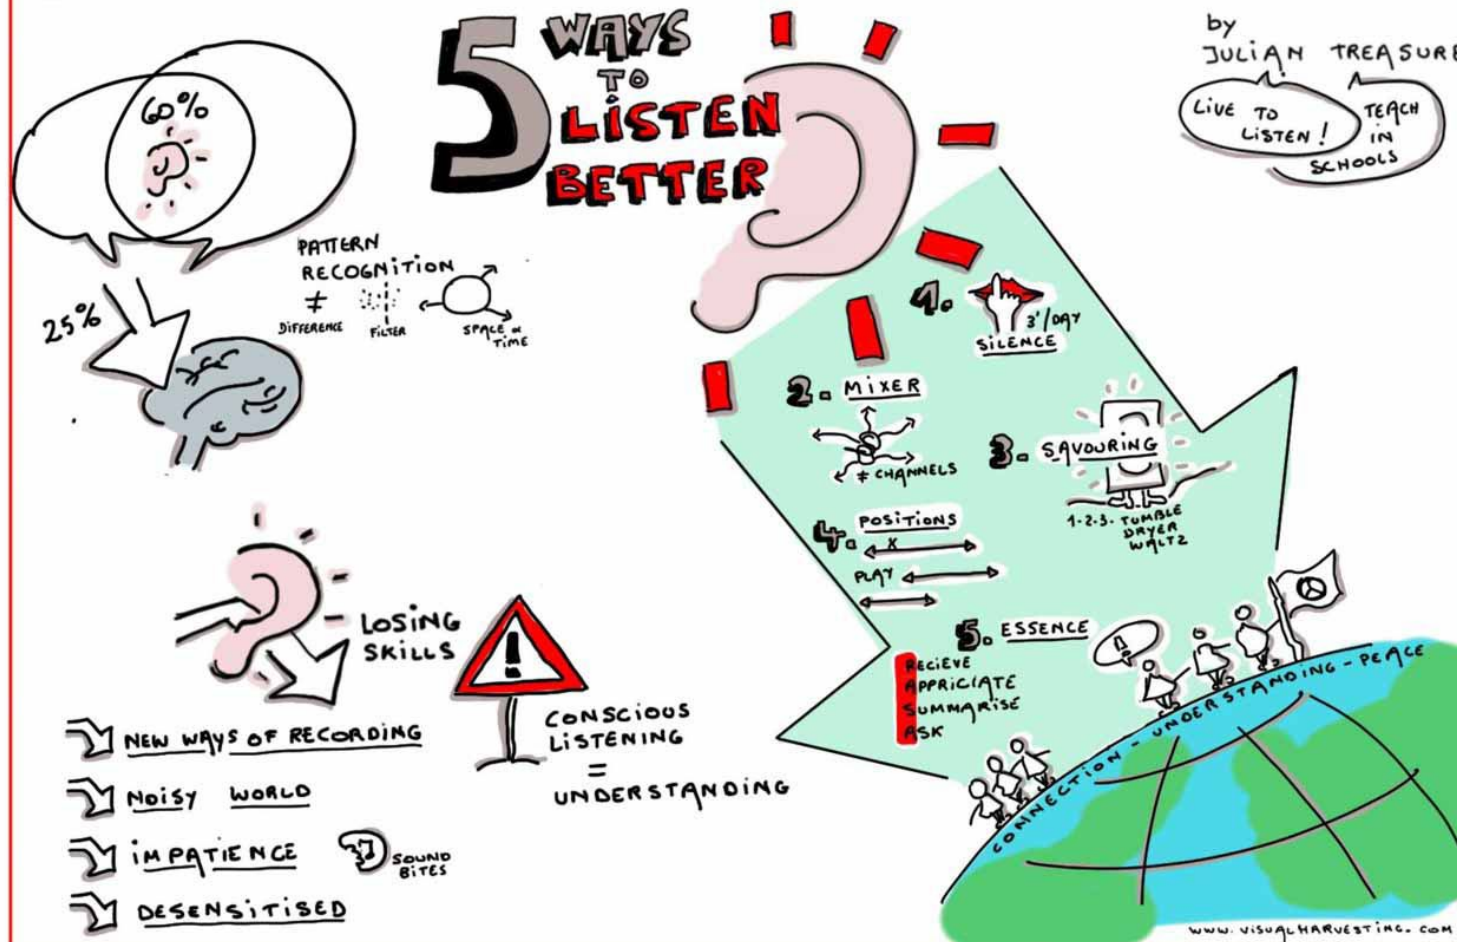 5 WAYS
TO
LISTEN
BETTER
by
JULIAN TREASURE
LIVE TO
LISTEN!
TEACH
IN
SCHOOLS
60%
25%
PATTERN
RECOGNITION
≠
DIFFERENCE
FILTER
SPACE &
TIME
1.
3'/DAY
SILENCE
2. MIXER
≠ CHANNELS
3. SAVOURING
1-2-3. TUMBLE
DRYER
WALTZ
4. POSITIONS
X
PLAY
5. ESSENCE
RECIEVE
APPRICIATE
SUMMARISE
ASK
LOSING
SKILLS
!
CONSCIOUS
LISTENING
=
UNDERSTANDING
NEW WAYS OF RECORDING
NOISY WORLD
IMPATIENCE
SOUND
BITES
DESENSITISED
CONNECTION - UNDERSTANDING - PEACE
WWW.VISUALHARVESTING.COM